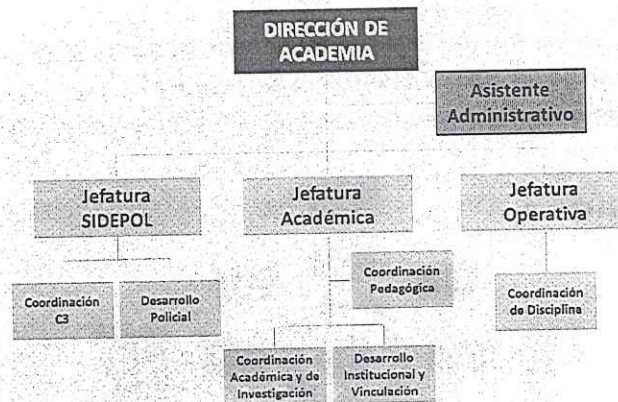 DIRECCIÓN DE
ACADEMIA
Asistente
Administrativo
Jefatura
SIDEPOL
Jefatura
Académica
Jefatura
Operativa
Coordinación
C3
Desarrollo
Policial
Coordinación
Pedagógica
Coordinación
de Disciplina
Coordinación
Académica y de
Investigación
Desarrollo
Institucional y
Vinculación